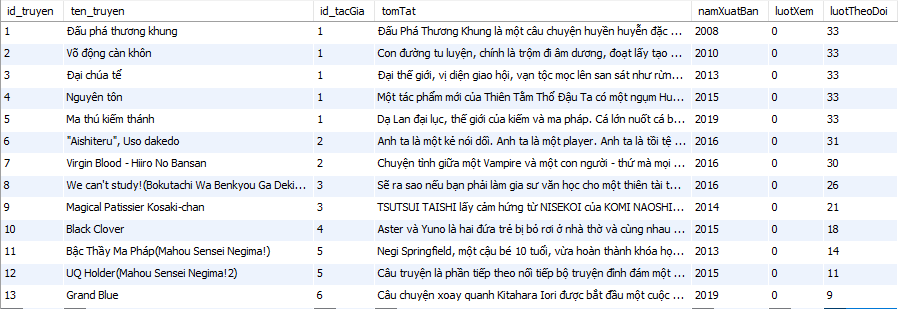 id_truyen ten_truyen id_tacGia tomTat namXuatBan luotXem luotTheoDoi
1 Đấu phá thương khung 1 Đấu Phá Thương Khung là một câu chuyện huyền huyễn đặc ... 2008 0 33
2 Võ động càn khôn 1 Con đường tu luyện, chính là trộm đi âm dương, đoạt lấy tạo ... 2010 0 33
3 Đại chúa tể 1 Đại thế giới, vị diện giao hội, vạn tộc mọc lên san sát như rừn... 2013 0 33
4 Nguyên tôn 1 Một tác phẩm mới của Thiên Tằm Thổ Đậu Ta có một ngụm Hu... 2015 0 33
5 Ma thú kiếm thánh 1 Dạ Lan đại lục, thế giới của kiếm và ma pháp. Cá lớn nuốt cá b... 2019 0 33
6 "Aishiteru", Uso dakedo 2 Anh ta là một kẻ nói dối. Anh ta là một player. Anh ta là tồi tệ ... 2016 0 31
7 Virgin Blood - Hiiro No Bansan 2 Chuyện tình giữa một Vampire và một con người - thứ mà mọi ... 2016 0 30
8 We can't study!(Bokutachi Wa Benkyou Ga Deki... 3 Sẽ ra sao nếu bạn phải làm gia sư văn học cho một thiên tài t... 2016 0 26
9 Magical Patissier Kosaki-chan 3 TSUTSUI TAISHI lấy cảm hứng từ NISEKOI của KOMI NAOSHI... 2014 0 21
10 Black Clover 4 Aster và Yuno là hai đứa trẻ bị bỏ rơi ở nhà thờ và cùng nhau ... 2015 0 18
11 Bậc Thầy Ma Pháp(Mahou Sensei Negima!) 5 Negi Springfield, một cậu bé 10 tuổi, vừa hoàn thành khóa họ... 2013 0 14
12 UQ Holder(Mahou Sensei Negima!2) 5 Câu truyện là phần tiếp theo nối tiếp bộ truyện đình đám một ... 2015 0 11
13 Grand Blue 6 Câu chuyện xoay quanh Kitahara Iori được bắt đầu một cuộc ... 2019 0 9